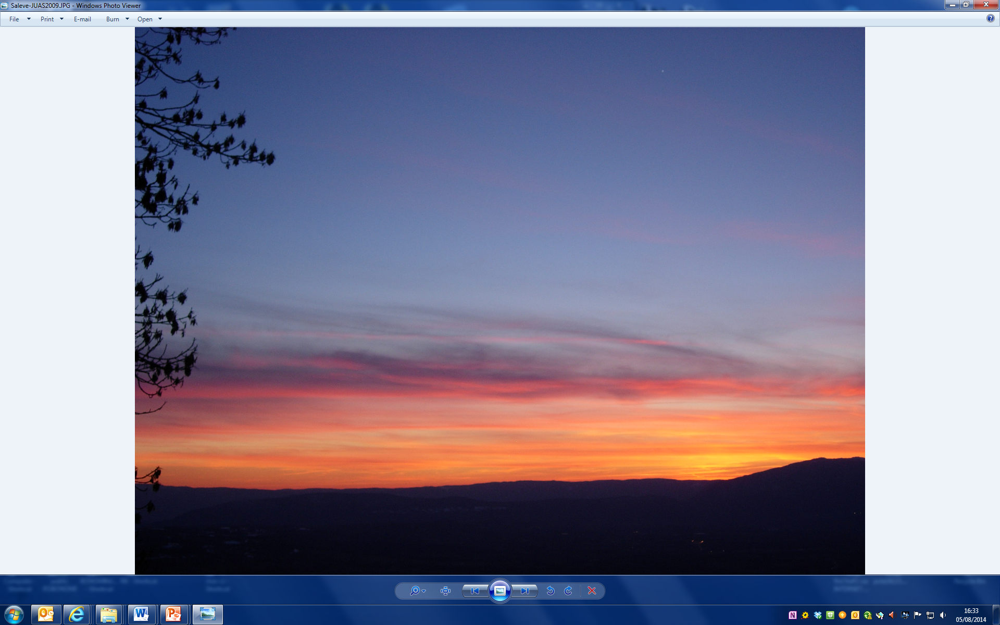 Saleve-JUAS2009.JPG - Windows Photo Viewer
File Print E-mail Burn Open
16:33
05/08/2014